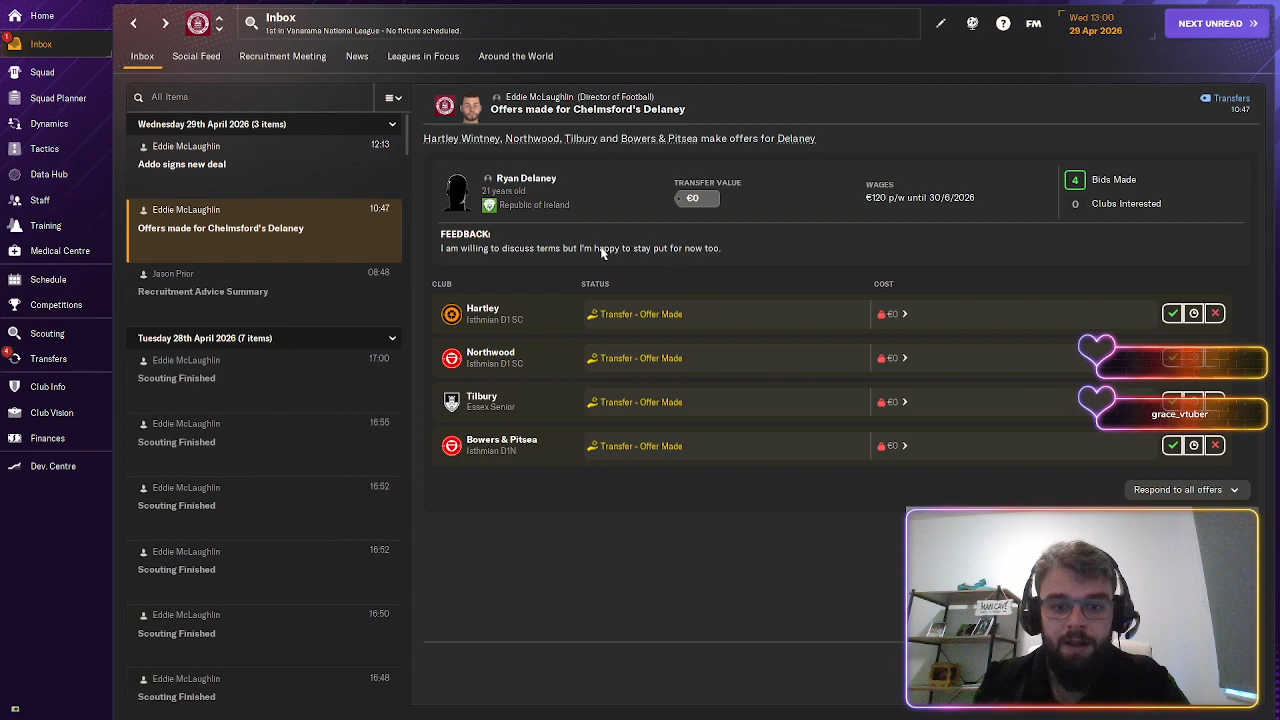 Home
1
Inbox
Squad
Squad Planner
Dynamics
Tactics
Data Hub
Staff
Training
Medical Centre
Schedule
Competitions
Scouting
4
Transfers
Club Info
Club Vision
Finances
Dev. Centre
Inbox
1st in Vanarama National League - No fixture scheduled.
FM
Wed 13:00
29 Apr 2026
NEXT UNREAD
Inbox
Social Feed
Recruitment Meeting
News
Leagues in Focus
Around the World
All Items
Wednesday 29th April 2026 (3 items)
Eddie McLaughlin 12:13
Addo signs new deal
Eddie McLaughlin 10:47
Offers made for Chelmsford's Delaney
Jason Prior 08:48
Recruitment Advice Summary
Tuesday 28th April 2026 (7 items)
Eddie McLaughlin 17:00
Scouting Finished
Eddie McLaughlin 16:55
Scouting Finished
Eddie McLaughlin 16:52
Scouting Finished
Eddie McLaughlin 16:52
Scouting Finished
Eddie McLaughlin 16:50
Scouting Finished
Eddie McLaughlin 16:48
Scouting Finished
Eddie McLaughlin (Director of Football)
Offers made for Chelmsford's Delaney
Transfers
10:47
Hartley Wintney, Northwood, Tilbury and Bowers & Pitsea make offers for Delaney
Ryan Delaney
21 years old
Republic of Ireland
TRANSFER VALUE
€0
WAGES
€120 p/w until 30/6/2026
4 Bids Made
0 Clubs Interested
FEEDBACK:
I am willing to discuss terms but I'm happy to stay put for now too.
CLUB STATUS COST
Hartley
Isthmian D1 SC
Transfer - Offer Made
€0
Northwood
Isthmian D1 SC
Transfer - Offer Made
€0
Tilbury
Essex Senior
Transfer - Offer Made
€0
grace_vtuber
Bowers & Pitsea
Isthmian D1N
Transfer - Offer Made
€0
Respond to all offers
MAN CAVE